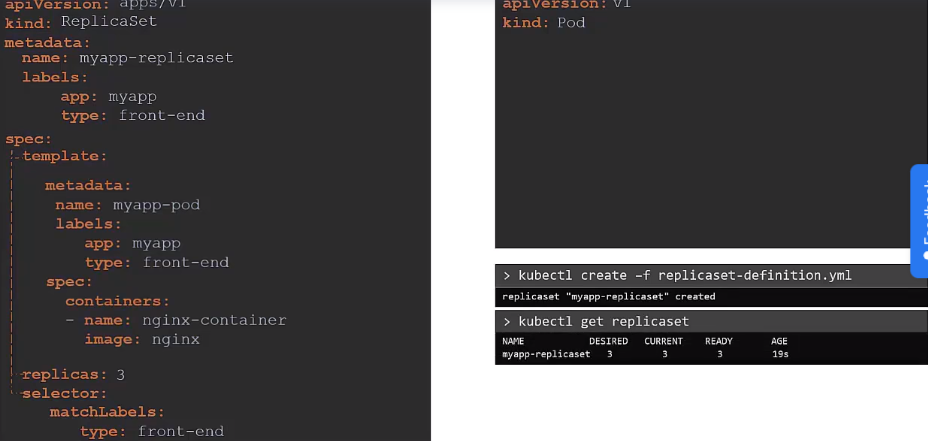 apiVersion: apps/v1
kind: ReplicaSet
metadata:
name: myapp-replicaset
labels:
app: myapp
type: front-end
spec:
template:
metadata:
name: myapp-pod
labels:
app: myapp
type: front-end
spec:
containers:
- name: nginx-container
image: nginx
replicas: 3
selector:
matchLabels:
type: front-end
apiVersion: v1
kind: Pod
> kubectl create -f replicaset-definition.yml
replicaset "myapp-replicaset" created
> kubectl get replicaset
NAME DESIRED CURRENT READY AGE
myapp-replicaset 3 3 3 19s